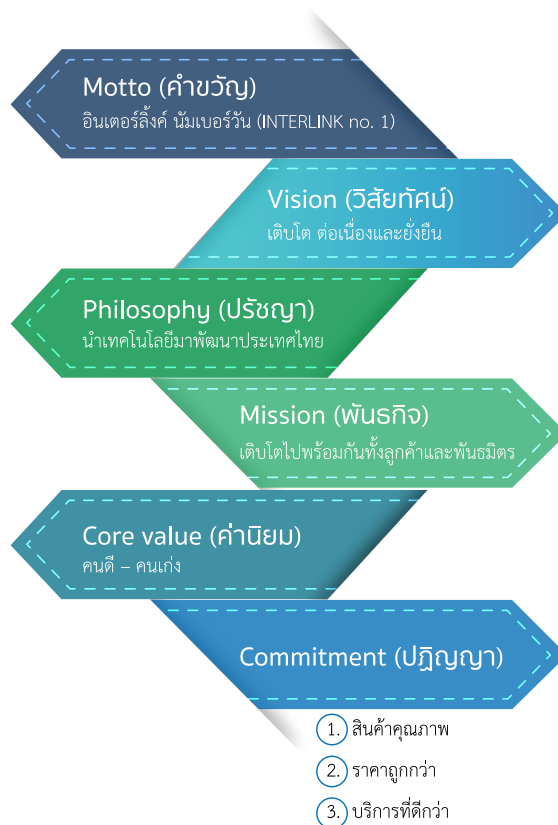 Motto (คำขวัญ)
อินเตอร์ลิ้งค์ นัมเบอร์วัน (INTERLINK no. 1)
Vision (วิสัยทัศน์)
เติบโต ต่อเนื่องและยั่งยืน
Philosophy (ปรัชญา)
นำเทคโนโลยีมาพัฒนาประเทศไทย
Mission (พันธกิจ)
เติบโตไปพร้อมกันทั้งลูกค้าและพันธมิตร
Core value (ค่านิยม)
คนดี – คนเก่ง
Commitment (ปฏิญญา)
1. สินค้าคุณภาพ
2. ราคาถูกกว่า
3. บริการที่ดีกว่า